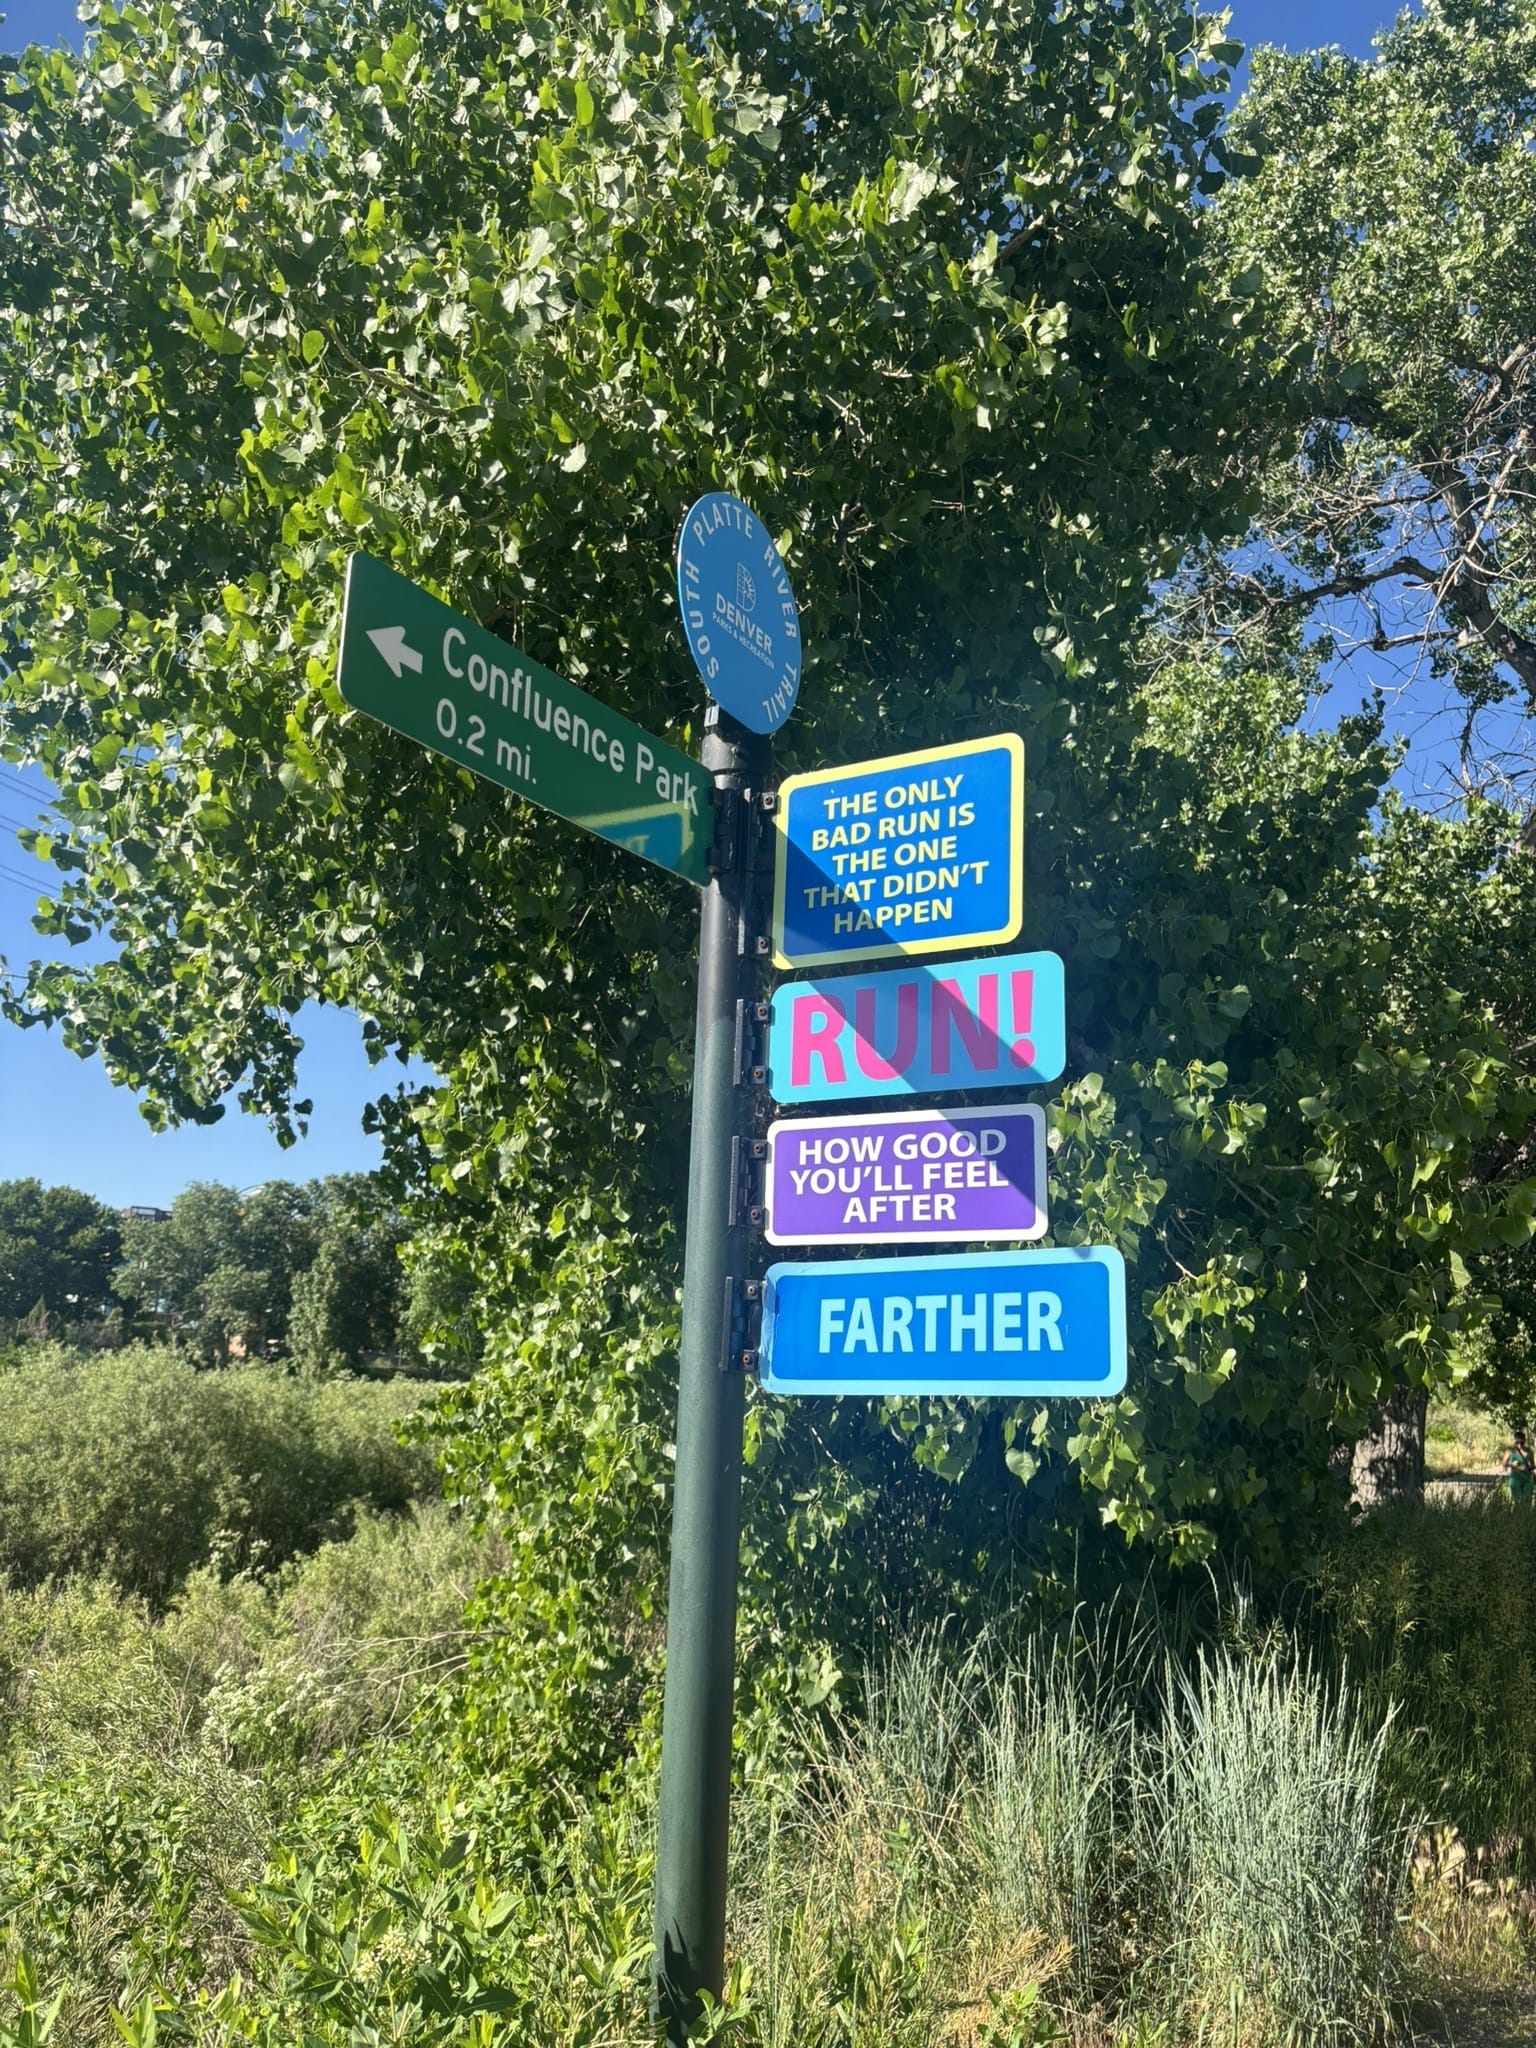 SOUTH PLATTE RIVER TRAIL
DENVER
PARKS & RECREATION
Confluence Park
0.2 mi.
THE ONLY
BAD RUN IS
THE ONE
THAT DIDN'T
HAPPEN
RUN!
HOW GOOD
YOU'LL FEEL
AFTER
FARTHER